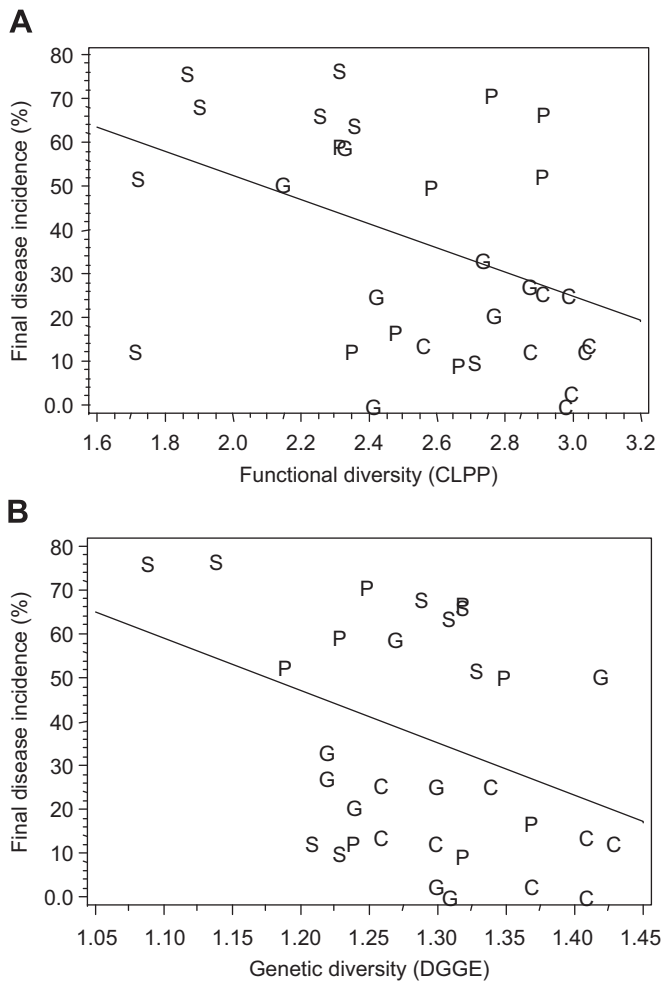 A
Final disease incidence (%)
80
70
60
50
40
30
20
10
0.0
S
S
S
S
S
P G
S
G
P
P
P
P
G
G
C
C
G
G
P
C
C
C
C
P
S
P
S
C
G
C
1.6 1.8 2.0 2.2 2.4 2.6 2.8 3.0 3.2
Functional diversity (CLPP)
B
Final disease incidence (%)
80
70
60
50
40
30
20
10
0.0
S S
P
S
P
S
S
P
G
P
S
P
G
G
G
C
G
C
G
P
C
C
S
P
C
C
S
P
G
C
G
C
1.05 1.10 1.15 1.20 1.25 1.30 1.35 1.40 1.45
Genetic diversity (DGGE)